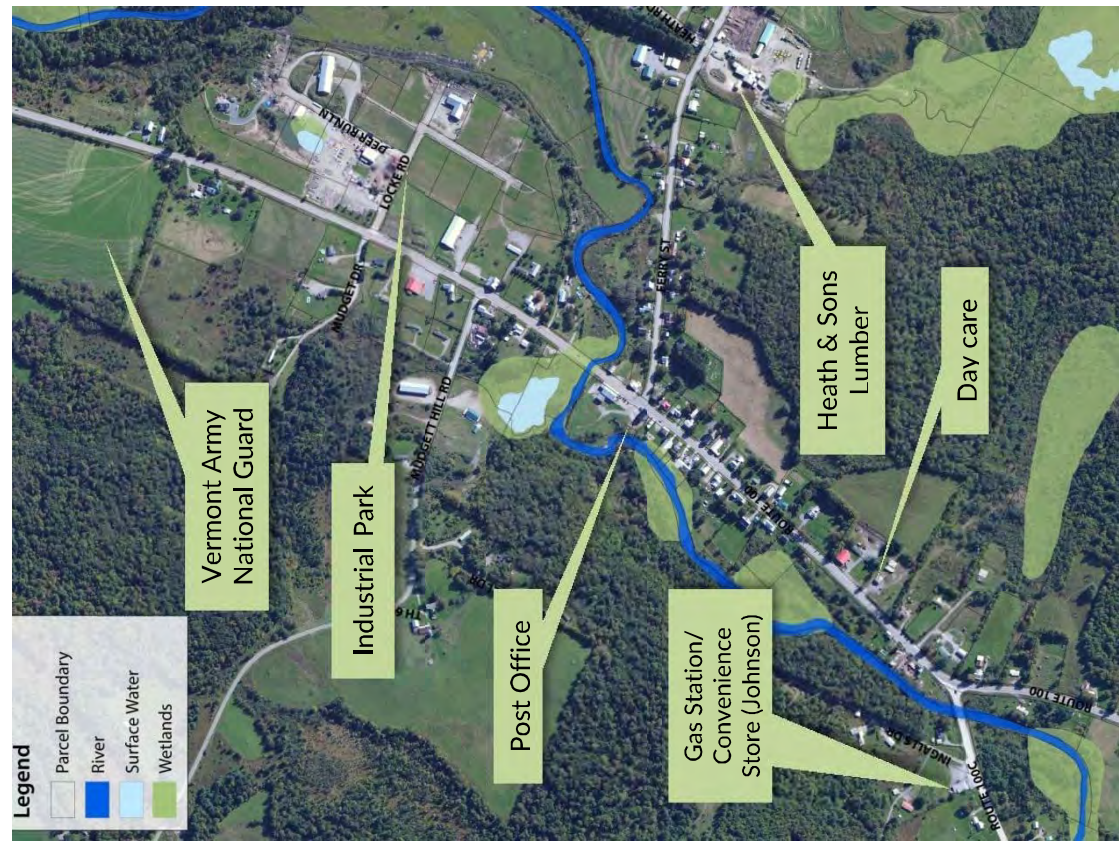 Legend
Parcel Boundary
River
Surface Water
Wetlands
Vermont Army
National Guard
Industrial Park
Post Office
Gas Station/
Convenience
Store (Johnson)
Heath & Sons
Lumber
Day care
DEER RUN LN
LOCKE RD
MUDGET DR
MUDGETT HILL RD
HEATH RD
FERRY ST
ROUTE 100
TH 6
INGALLS DR
ROUTE 100C
ROUTE 100